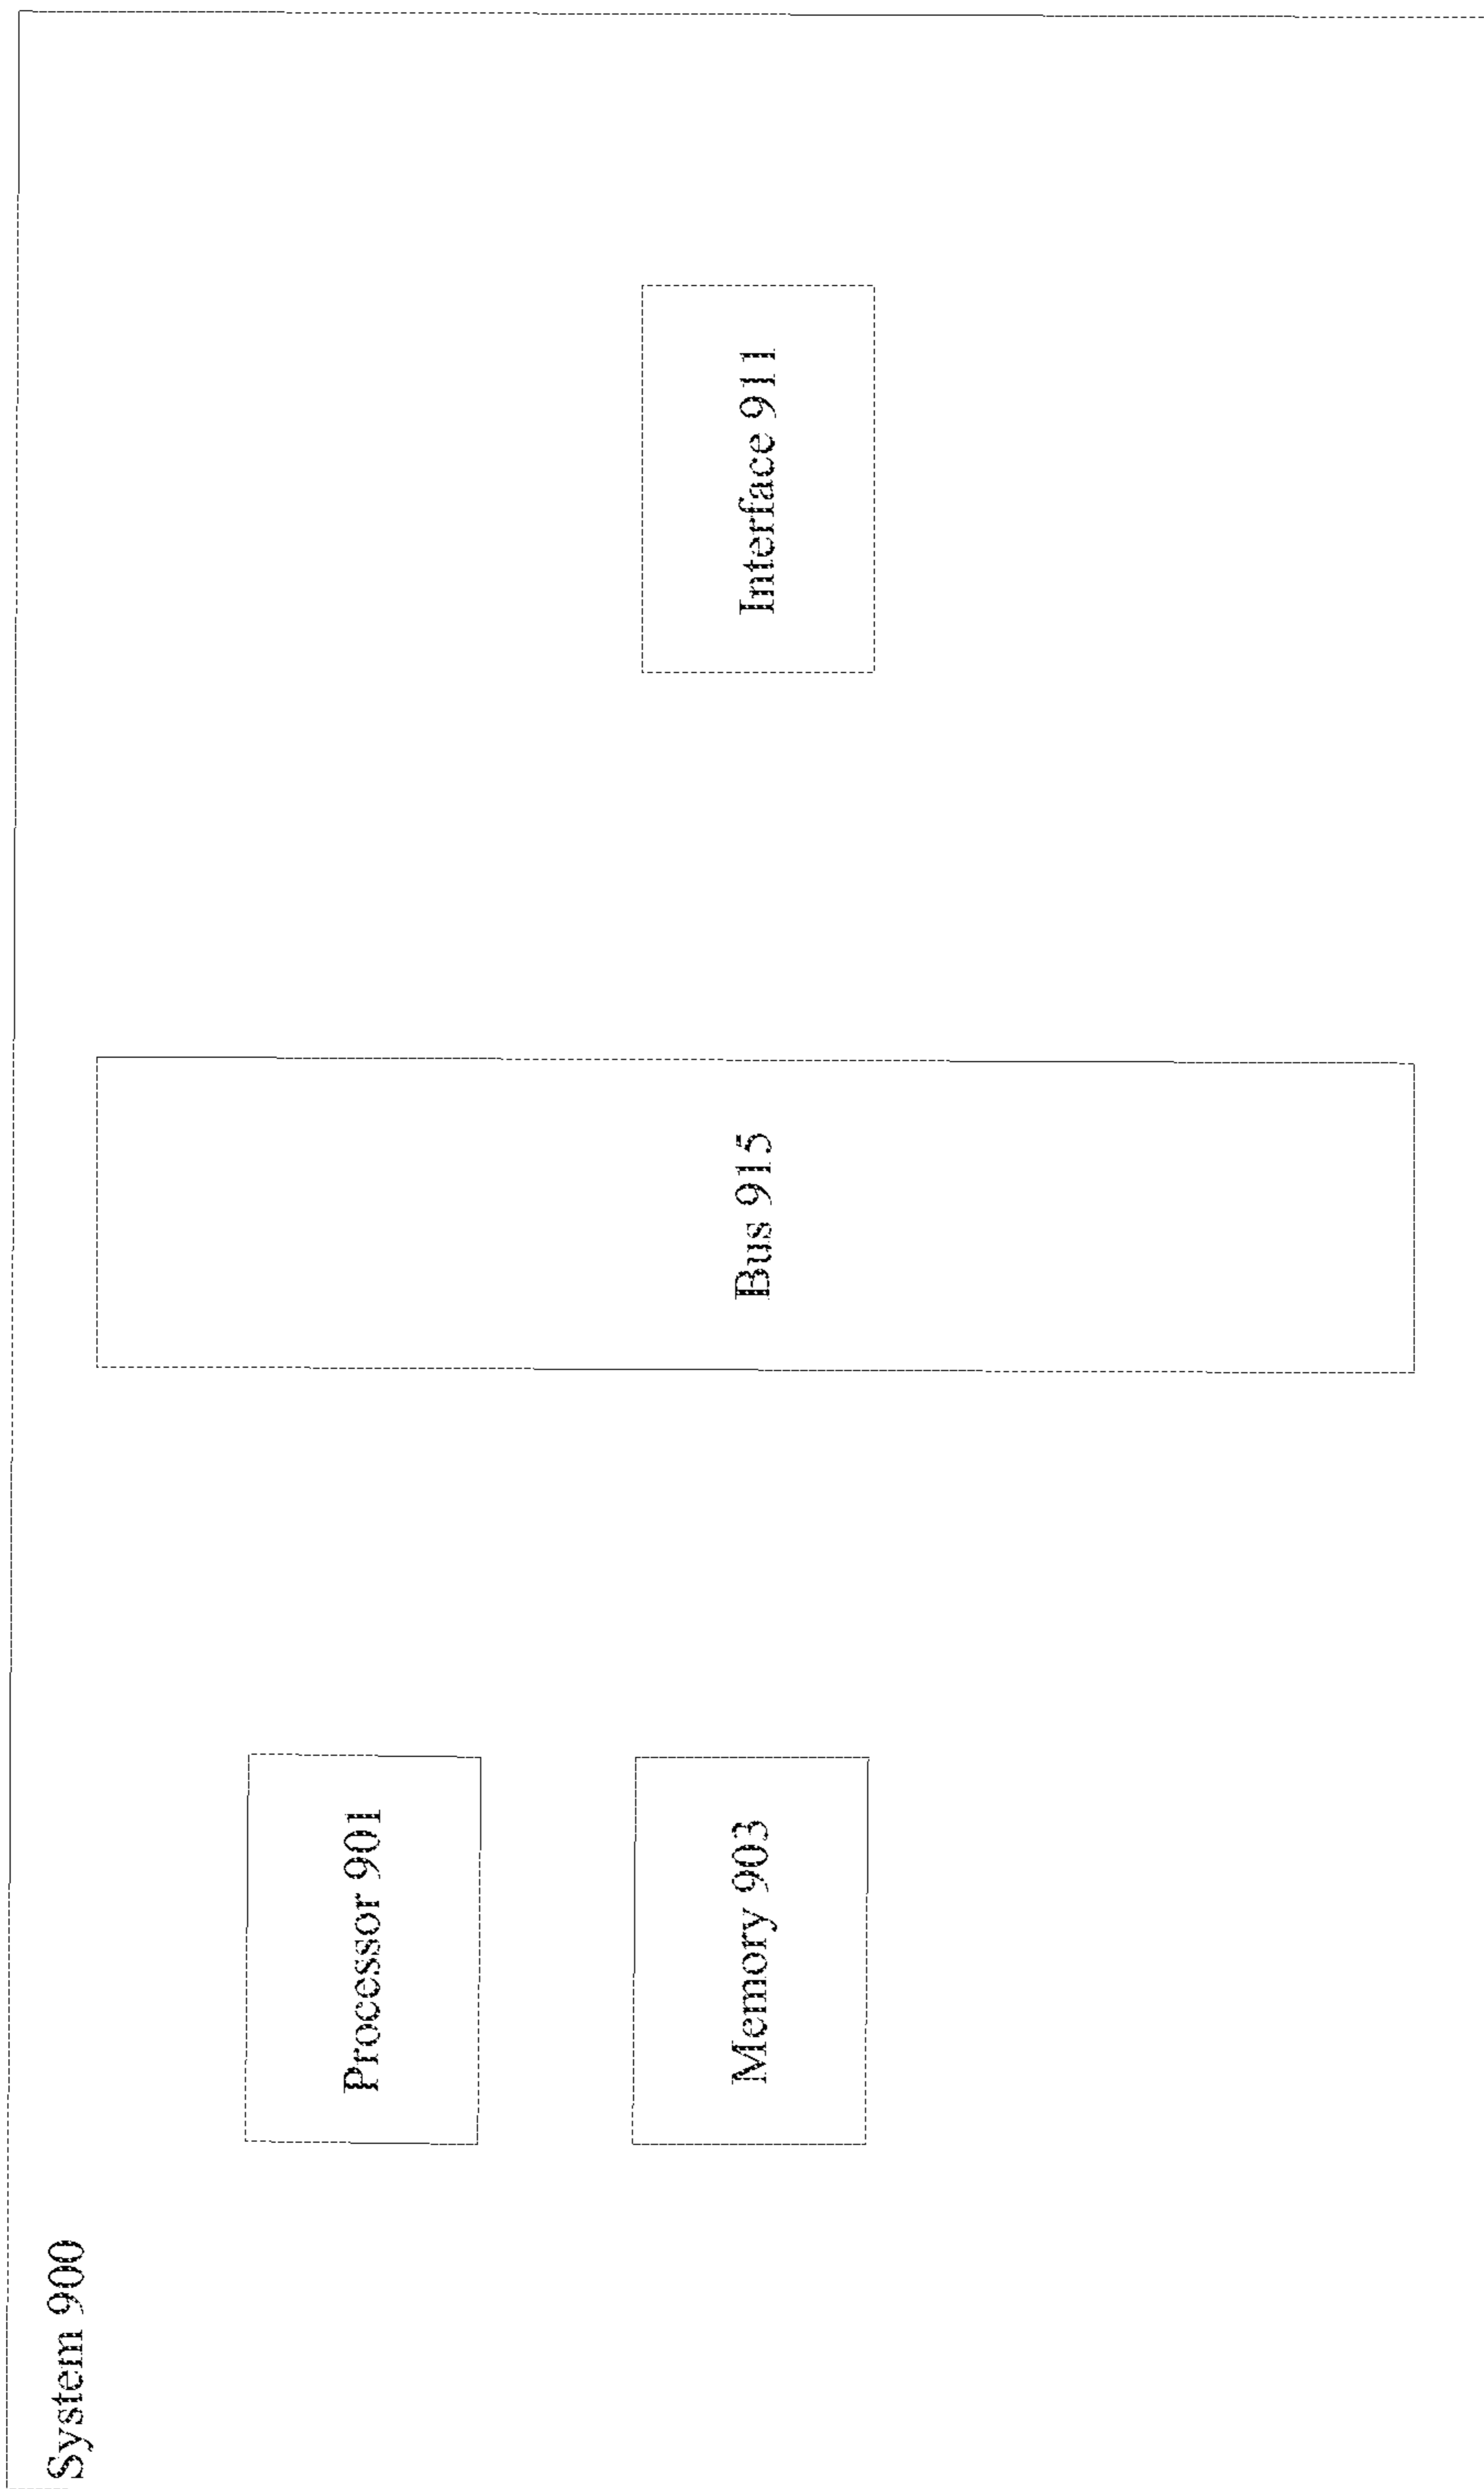 System 900
Processor 901
Memory 903
Bus 915
Interface 911